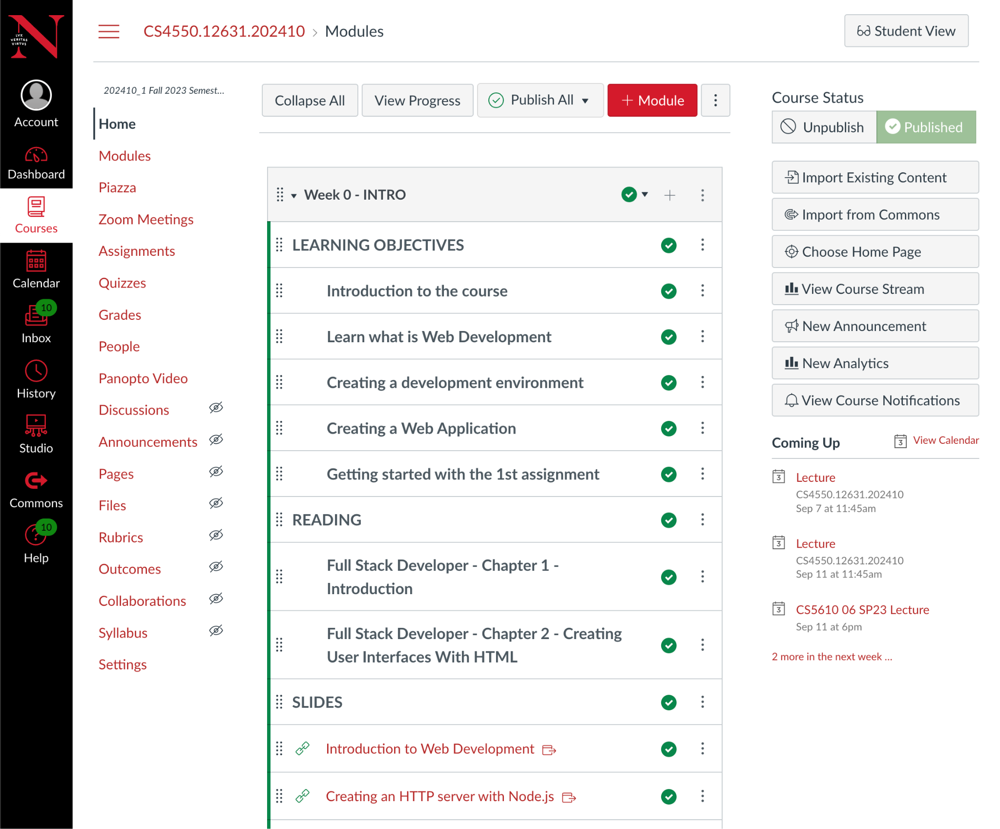 LVX
VERITAS
VIRTVS
Account
Dashboard
Courses
Calendar
10
Inbox
History
Studio
Commons
10
Help
CS4550.12631.202410 > Modules
Student View
202410_1 Fall 2023 Semest...
Home
Modules
Piazza
Zoom Meetings
Assignments
Quizzes
Grades
People
Panopto Video
Discussions
Announcements
Pages
Files
Rubrics
Outcomes
Collaborations
Syllabus
Settings
Collapse All
View Progress
Publish All
+ Module
Week 0 - INTRO
LEARNING OBJECTIVES
Introduction to the course
Learn what is Web Development
Creating a development environment
Creating a Web Application
Getting started with the 1st assignment
READING
Full Stack Developer - Chapter 1 -
Introduction
Full Stack Developer - Chapter 2 - Creating
User Interfaces With HTML
SLIDES
Introduction to Web Development
Creating an HTTP server with Node.js
Course Status
Unpublish
Published
Import Existing Content
Import from Commons
Choose Home Page
View Course Stream
New Announcement
New Analytics
View Course Notifications
Coming Up
3 View Calendar
3 Lecture
CS4550.12631.202410
Sep 7 at 11:45am
3 Lecture
CS4550.12631.202410
Sep 11 at 11:45am
3 CS5610 06 SP23 Lecture
Sep 11 at 6pm
2 more in the next week ...